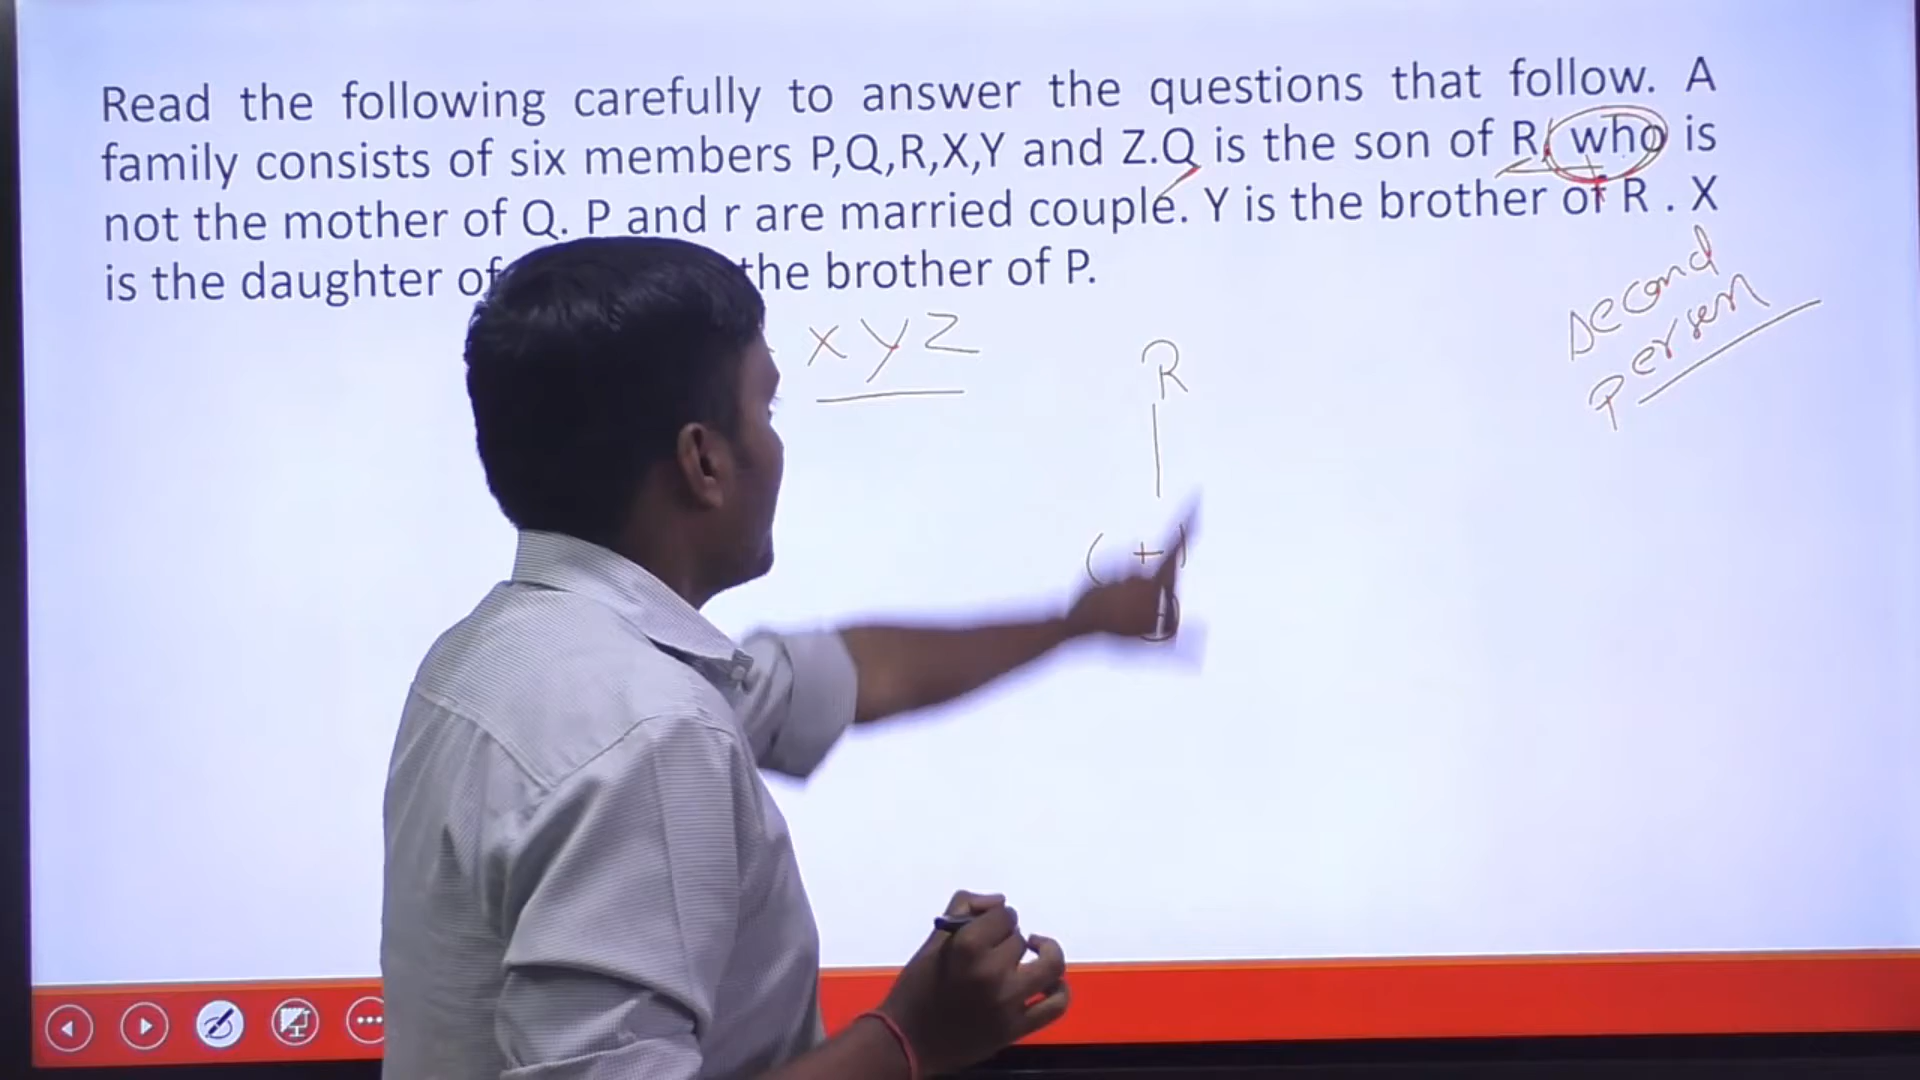 Read the following carefully to answer the questions that follow. A
family consists of six members P,Q,R,X,Y and Z.Q is the son of R, who is
not the mother of Q. P and r are married couple. Y is the brother of R . X
is the daughter of the brother of P.
X Y Z
R
(+)
Second
Person